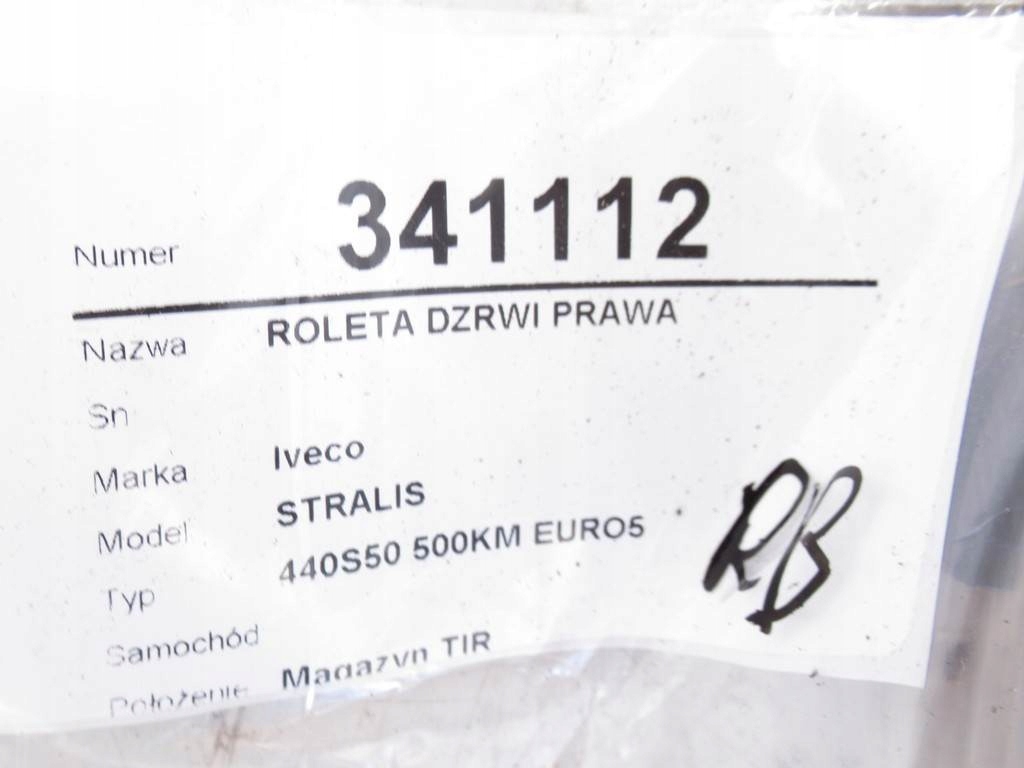 Numer 341112
Nazwa ROLETA DZRWI PRAWA
Sn
Marka Iveco
Model STRALIS
Typ 440S50 500KM EURO5
Samochód
Położenie Magazyn TIR
RB